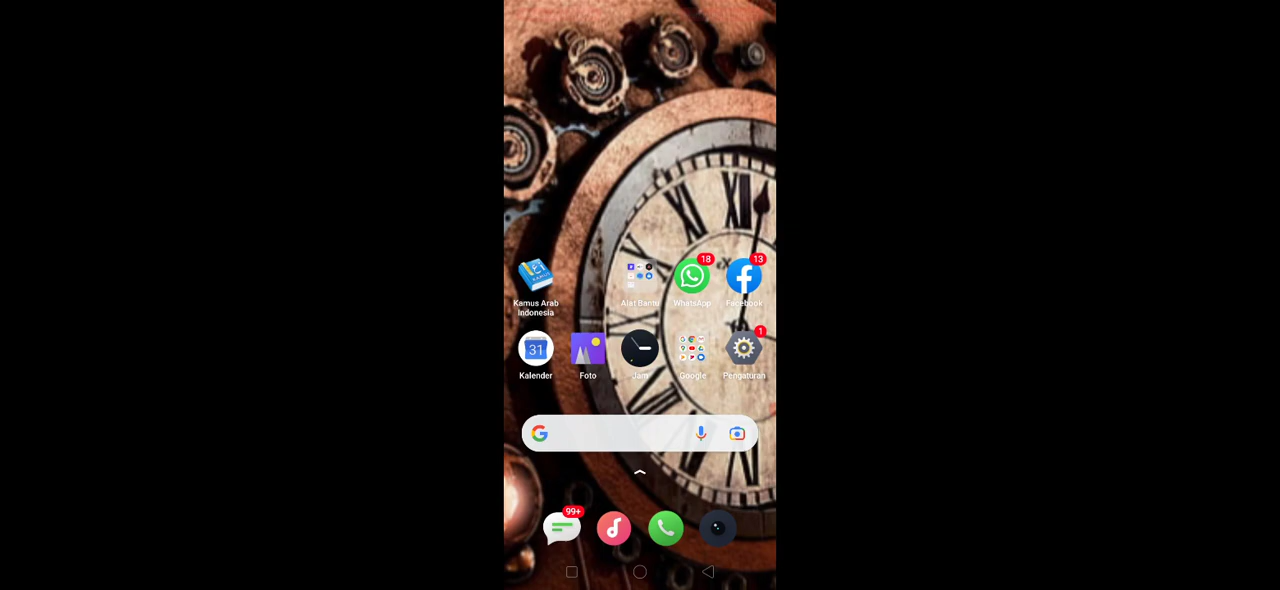 18
13
Kamus Arab
Indonesia
Alat Bantu
WhatsApp
Facebook
1
31
Kalender
Foto
Jam
Google
Pengaturan
99+